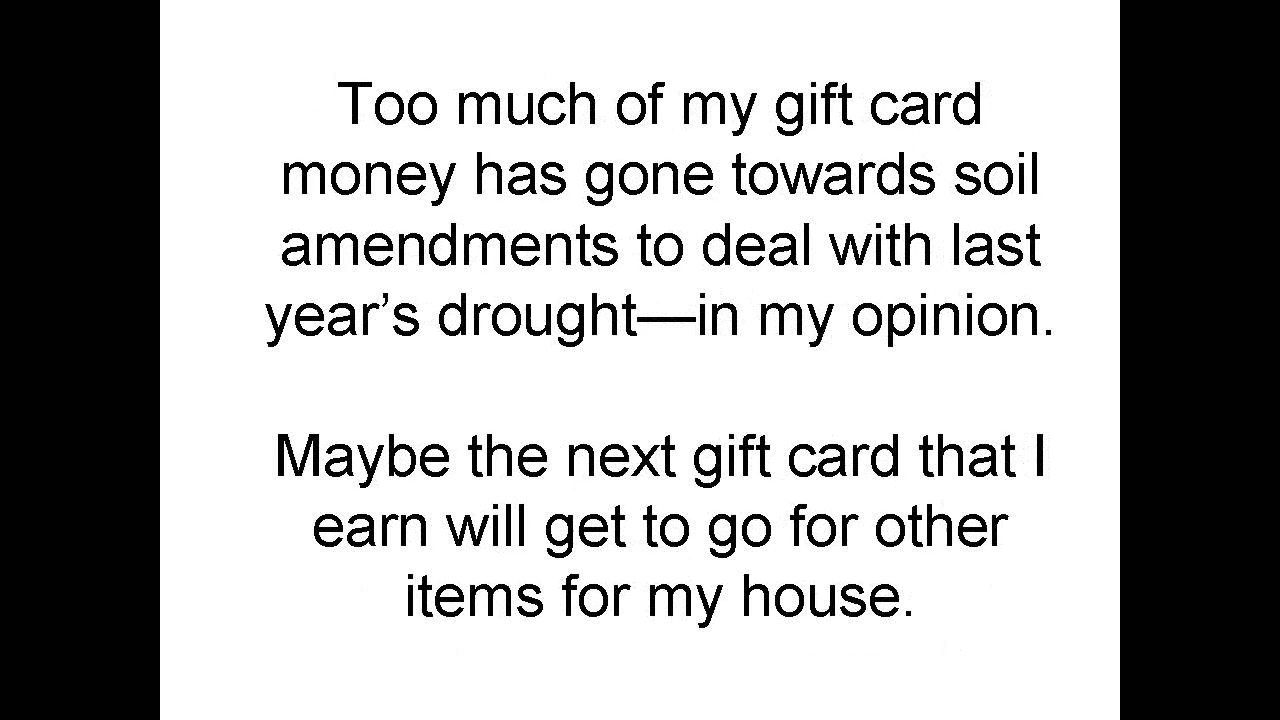 Too much of my gift card
money has gone towards soil
amendments to deal with last
year’s drought—in my opinion.
Maybe the next gift card that I
earn will get to go for other
items for my house.